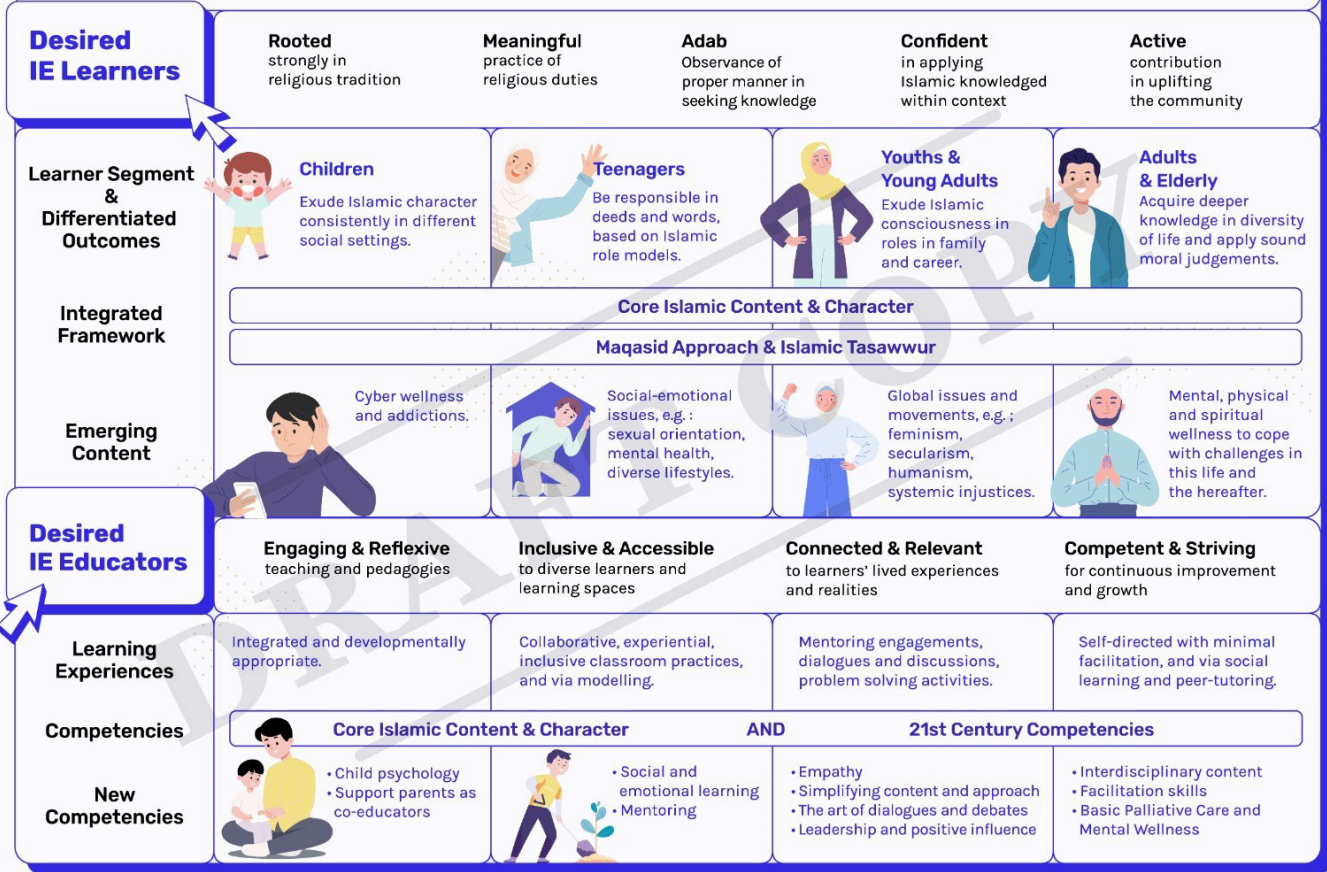 Desired
IE Learners
Rooted
strongly in
religious tradition
Meaningful
practice of
religious duties
Adab
Observance of
proper manner in
seeking knowledge
Confident
in applying
Islamic knowledged
within context
Active
contribution
in uplifting
the community
Learner Segment
&
Differentiated
Outcomes
Children
Exude Islamic character
consistently in different
social settings.
Teenagers
Be responsible in
deeds and words,
based on Islamic
role models.
Youths &
Young Adults
Exude Islamic
consciousness in
roles in family
and career.
Adults
& Elderly
Acquire deeper
knowledge in diversity
of life and apply sound
moral judgements.
Integrated
Framework
Core Islamic Content & Character
Maqasid Approach & Islamic Tasawwur
Emerging
Content
Cyber wellness
and addictions.
Social-emotional
issues, e.g. :
sexual orientation,
mental health,
diverse lifestyles.
Global issues and
movements, e.g. ;
feminism,
secularism,
humanism,
systemic injustices.
Mental, physical
and spiritual
wellness to cope
with challenges in
this life and
the hereafter.
Desired
IE Educators
Engaging & Reflexive
teaching and pedagogies
Inclusive & Accessible
to diverse learners and
learning spaces
Connected & Relevant
to learners' lived experiences
and realities
Competent & Striving
for continuous improvement
and growth
Learning
Experiences
Integrated and developmentally
appropriate.
Collaborative, experiential,
inclusive classroom practices,
and via modelling.
Mentoring engagements,
dialogues and discussions,
problem solving activities.
Self-directed with minimal
facilitation, and via social
learning and peer-tutoring.
Competencies
Core Islamic Content & Character AND 21st Century Competencies
New
Competencies
• Child psychology
• Support parents as
co-educators
• Social and
emotional learning
• Mentoring
• Empathy
• Simplifying content and approach
• The art of dialogues and debates
• Leadership and positive influence
• Interdisciplinary content
• Facilitation skills
• Basic Palliative Care and
Mental Wellness
DRAFT COPY